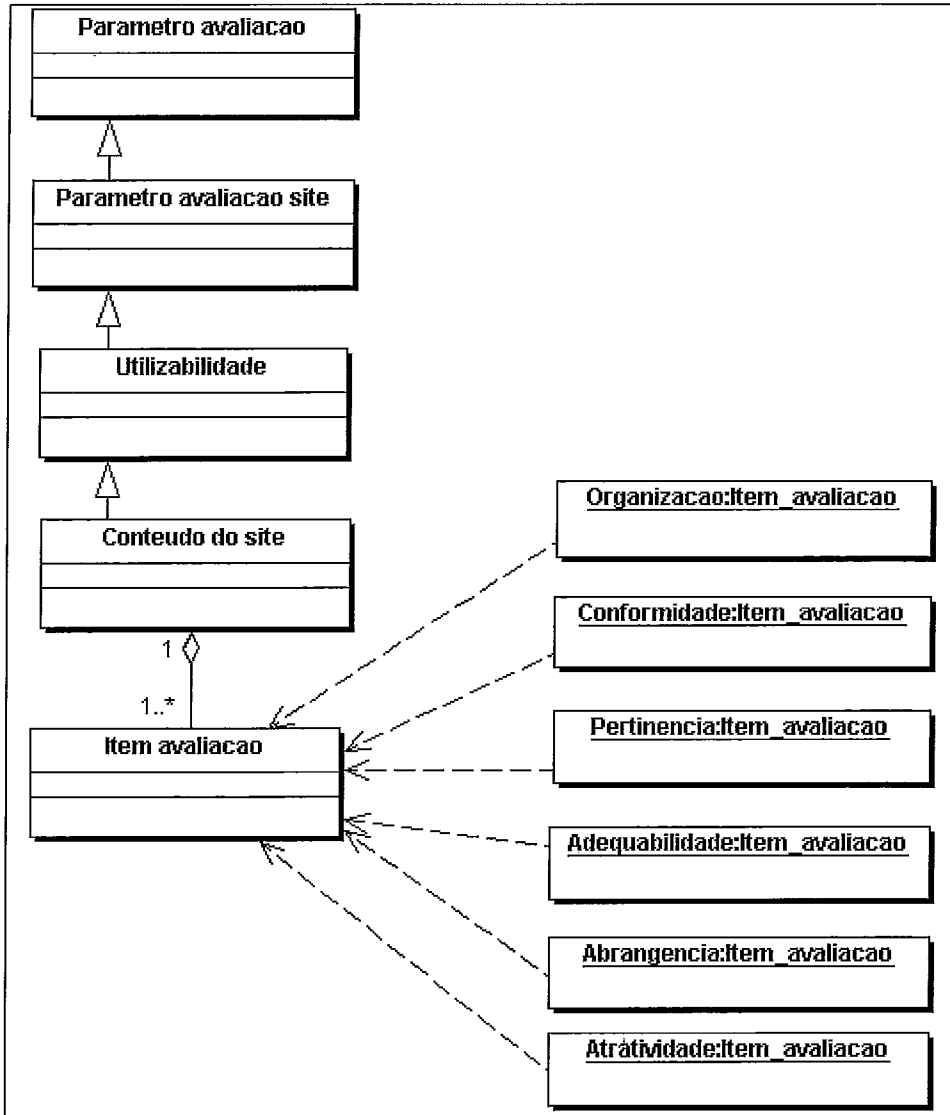 Parametro avaliacao
Parametro avaliacao site
Utilizabilidade
Conteudo do site
1
1..*
Item avaliacao
Organizacao:Item_avaliacao
Conformidade:Item_avaliacao
Pertinencia:Item_avaliacao
Adequabilidade:Item_avaliacao
Abrangencia:Item_avaliacao
Atratividade:Item_avaliacao